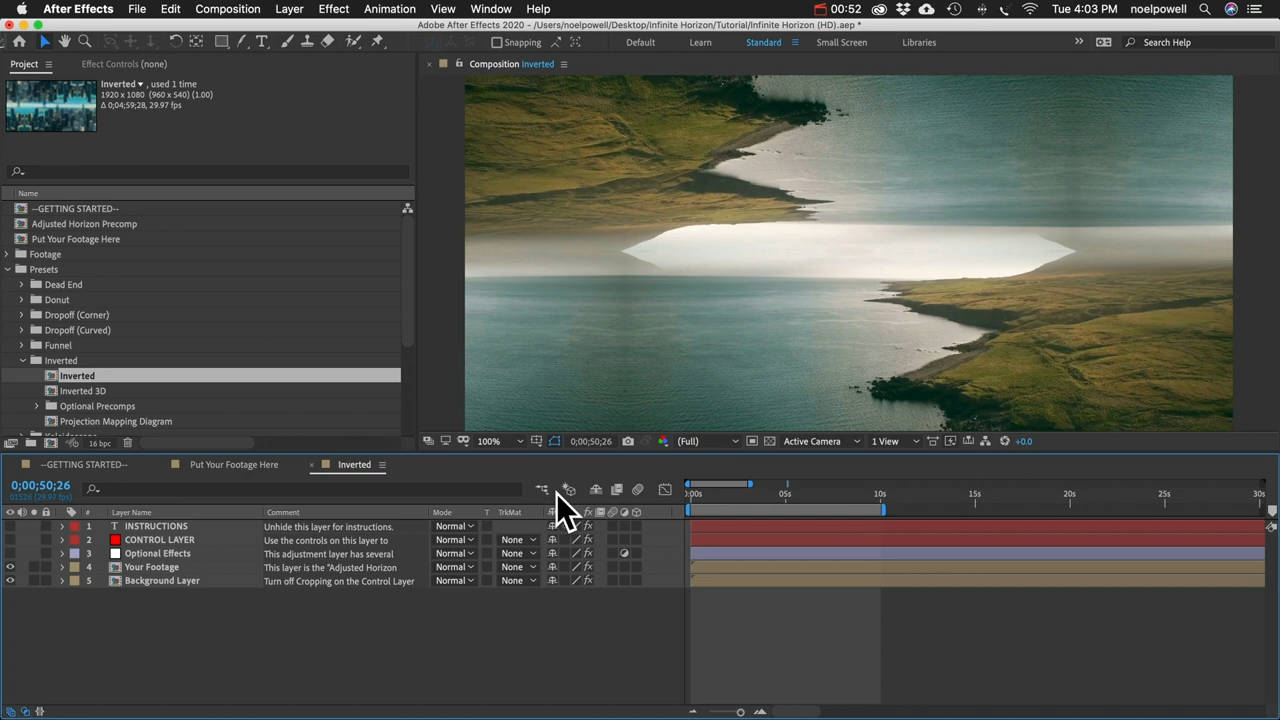 After Effects File Edit Composition Layer Effect Animation View Window Help 00:52 Tue 4:03 PM noelpowell
Adobe After Effects 2020 - /Users/noelpowell/Desktop/Infinite Horizon/Tutorial/Infinite Horizon (HD).aep *
Snapping Default Learn Standard Small Screen Libraries Search Help
Project Effect Controls (none) Composition Inverted
Inverted , used 1 time
1920 x 1080 (960 x 540) (1.00)
Δ 0;04;59;28, 29.97 fps
Name
--GETTING STARTED--
Adjusted Horizon Precomp
Put Your Footage Here
Footage
Presets
Dead End
Donut
Dropoff (Corner)
Dropoff (Curved)
Funnel
Inverted
Inverted
Inverted 3D
Optional Precomps
Projection Mapping Diagram
16 bpc 100% 0;00;50;26 (Full) Active Camera 1 View +0.0
--GETTING STARTED-- Put Your Footage Here Inverted
0;00;50;26
01526 (29.97 fps)
0:00s 05s 10s 15s 20s 25s 30s
# Layer Name Comment Mode T TrkMat
1 INSTRUCTIONS Unhide this layer for instructions. Normal
2 CONTROL LAYER Use the controls on this layer to Normal None
3 Optional Effects This adjustment layer has several Normal None
4 Your Footage This layer is the "Adjusted Horizon Normal None
5 Background Layer Turn off Cropping on the Control Layer Normal None